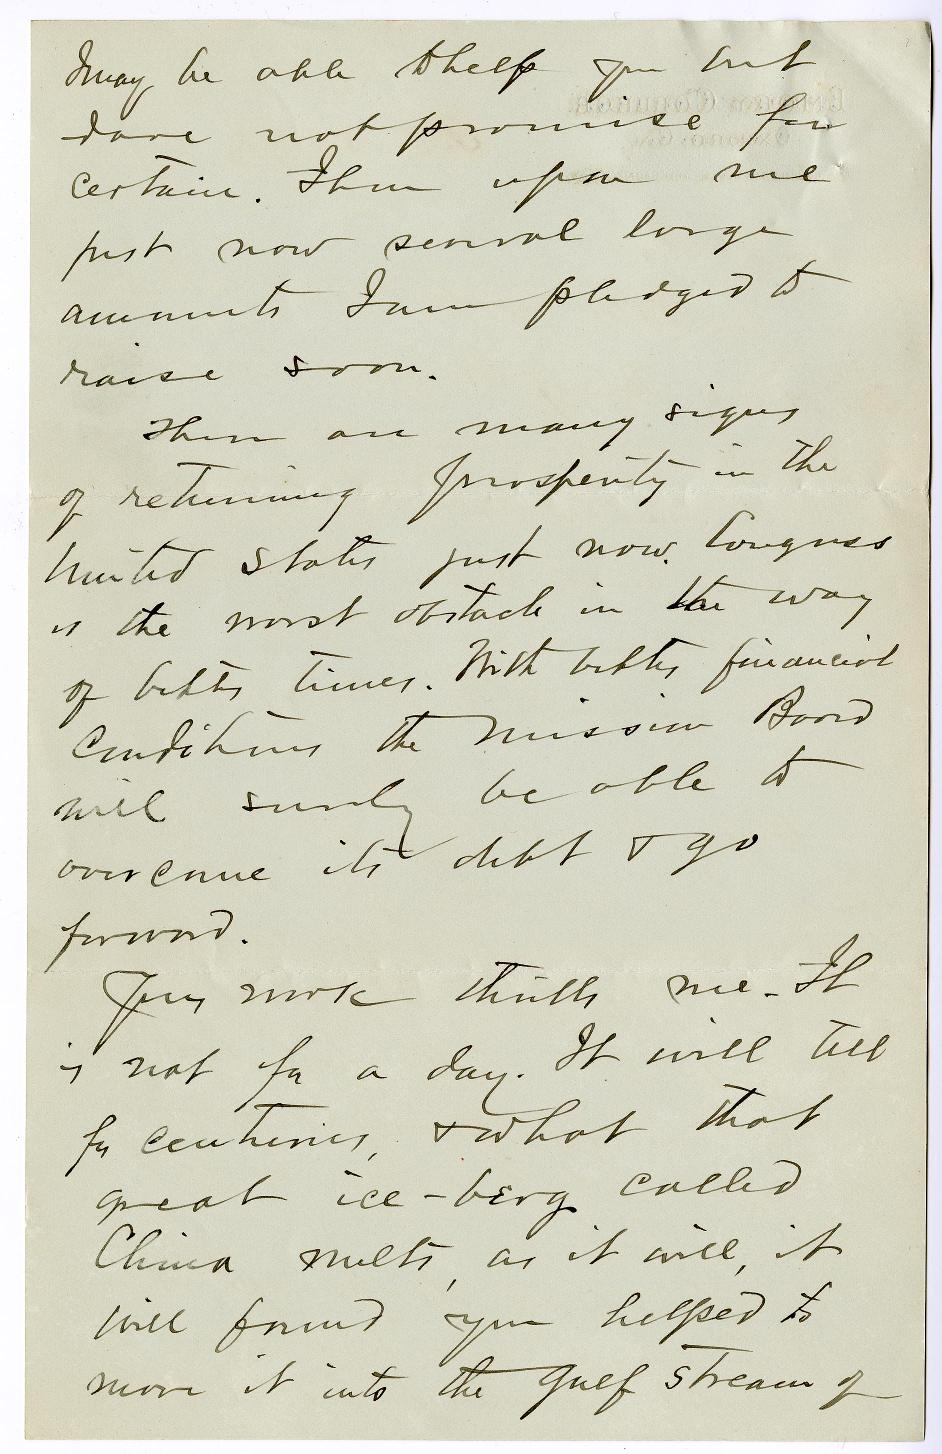 I may be able to help you but
dare not promise for
certain. I have upon me
just now several large
amounts I am pledged to
raise soon.
There are many signs
of returning prosperity in the
United States just now. Congress
is the worst obstacle in the way
of better times. With better financial
conditions the Mission Board
will surely be able to
overcome its debt & go
forward.
Your work thrills me. It
is not for a day. It will tell
for centuries, & when that
great ice-berg called
China melts, as it will, it
will found you helped to
move it into the Gulf Stream of